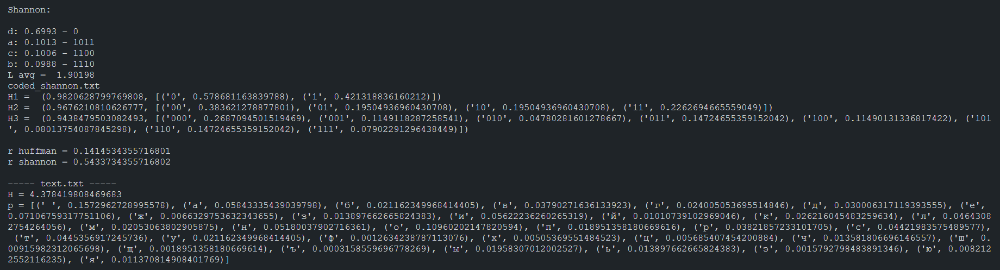 Shannon:
d: 0.6993 - 0
a: 0.1013 - 1011
c: 0.1006 - 1100
b: 0.0988 - 1110
L avg =  1.90198
coded_shannon.txt
H1 =  (0.9820628799769808, [('0', 0.578681163839788), ('1', 0.421318836160212)])
H2 =  (0.9676210810626777, [('00', 0.383621278877801), ('01', 0.19504936960430708), ('10', 0.19504936960430708), ('11', 0.2262694665559049)])
H3 =  (0.9438479503082493, [('000', 0.2687094501519469), ('001', 0.1149118287258541), ('010', 0.04780281601278667), ('011', 0.14724655359152042), ('100', 0.11490131336817422), ('101
', 0.08013754087845298), ('110', 0.14724655359152042), ('111', 0.07902291296438449)])
r huffman = 0.1414534355716801
r shannon = 0.5433734355716802
----- text.txt -----
H = 4.378419808469683
p = [(' ', 0.1572962728995578), ('а', 0.05843335439039798), ('б', 0.021162349968414405), ('в', 0.03790271636133923), ('г', 0.024005053695514846), ('д', 0.030006317119393555), ('е',
0.07106759317751106), ('ж', 0.0066329753632343655), ('з', 0.013897662665824383), ('и', 0.05622236260265319), ('й', 0.01010739102969046), ('к', 0.026216045483259634), ('л', 0.0464308
2754264056), ('м', 0.02053063802905875), ('н', 0.05180037902716361), ('о', 0.10960202147820594), ('п', 0.018951358180669616), ('р', 0.03821857233101705), ('с', 0.04421983575489577),
('т', 0.0445356917245736), ('у', 0.021162349968414405), ('ф', 0.0012634238787113076), ('х', 0.00505369551484523), ('ц', 0.005685407454200884), ('ч', 0.013581806696146557), ('ш', 0.
00915982312065698), ('щ', 0.0018951358180669614), ('ъ', 0.0003158559696778269), ('ы', 0.01958307012002527), ('ь', 0.013897662665824383), ('э', 0.0015792798483891346), ('ю', 0.008212
2552116235), ('я', 0.011370814908401769)]